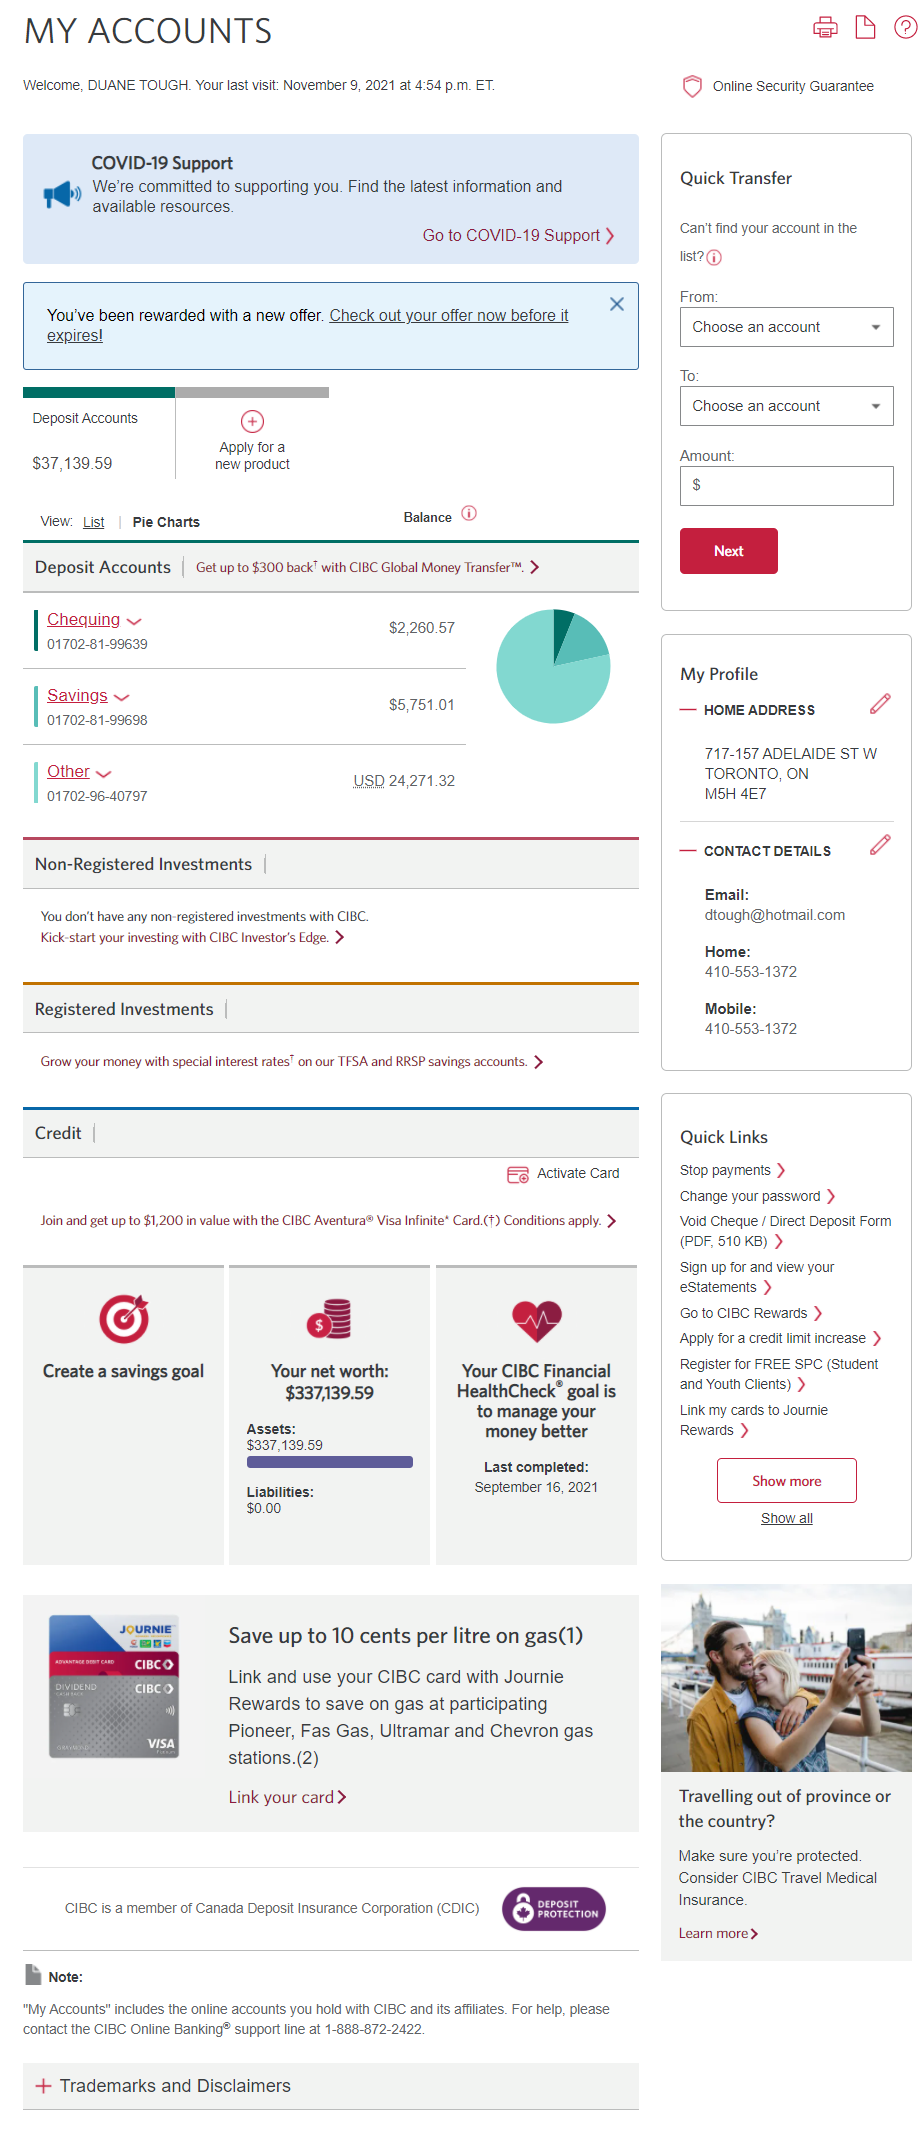 MY ACCOUNTS
Welcome, DUANE TOUGH. Your last visit: November 9, 2021 at 4:54 p.m. ET.
Online Security Guarantee
COVID-19 Support
We're committed to supporting you. Find the latest information and
available resources.
Go to COVID-19 Support
You've been rewarded with a new offer. Check out your offer now before it
expires!
Deposit Accounts
$37,139.59
Apply for a
new product
View: List | Pie Charts
Balance
Deposit Accounts
Get up to $300 back† with CIBC Global Money Transfer™.
Chequing
01702-81-99639
$2,260.57
Savings
01702-81-99698
$5,751.01
Other
01702-96-40797
USD 24,271.32
Non-Registered Investments
You don't have any non-registered investments with CIBC.
Kick-start your investing with CIBC Investor's Edge.
Registered Investments
Grow your money with special interest rates† on our TFSA and RRSP savings accounts.
Credit
Activate Card
Join and get up to $1,200 in value with the CIBC Aventura® Visa Infinite* Card.(†) Conditions apply.
Create a savings goal
Your net worth:
$337,139.59
Assets:
$337,139.59
Liabilities:
$0.00
Your CIBC Financial
HealthCheck® goal is
to manage your
money better
Last completed:
September 16, 2021
JOURNIE
ADVANTAGE DEBIT CARD
CIBC
DIVIDEND
CIBC
VISA
Save up to 10 cents per litre on gas(1)
Link and use your CIBC card with Journie
Rewards to save on gas at participating
Pioneer, Fas Gas, Ultramar and Chevron gas
stations.(2)
Link your card
CIBC is a member of Canada Deposit Insurance Corporation (CDIC)
DEPOSIT
PROTECTION
Note:
"My Accounts" includes the online accounts you hold with CIBC and its affiliates. For help, please
contact the CIBC Online Banking® support line at 1-888-872-2422.
Trademarks and Disclaimers
Quick Transfer
Can't find your account in the
list?
From:
Choose an account
To:
Choose an account
Amount:
$
Next
My Profile
HOME ADDRESS
717-157 ADELAIDE ST W
TORONTO, ON
M5H 4E7
CONTACT DETAILS
Email:
dtough@hotmail.com
Home:
410-553-1372
Mobile:
410-553-1372
Quick Links
Stop payments
Change your password
Void Cheque / Direct Deposit Form
(PDF, 510 KB)
Sign up for and view your
eStatements
Go to CIBC Rewards
Apply for a credit limit increase
Register for FREE SPC (Student
and Youth Clients)
Link my cards to Journie
Rewards
Show more
Show all
Travelling out of province or
the country?
Make sure you're protected.
Consider CIBC Travel Medical
Insurance.
Learn more